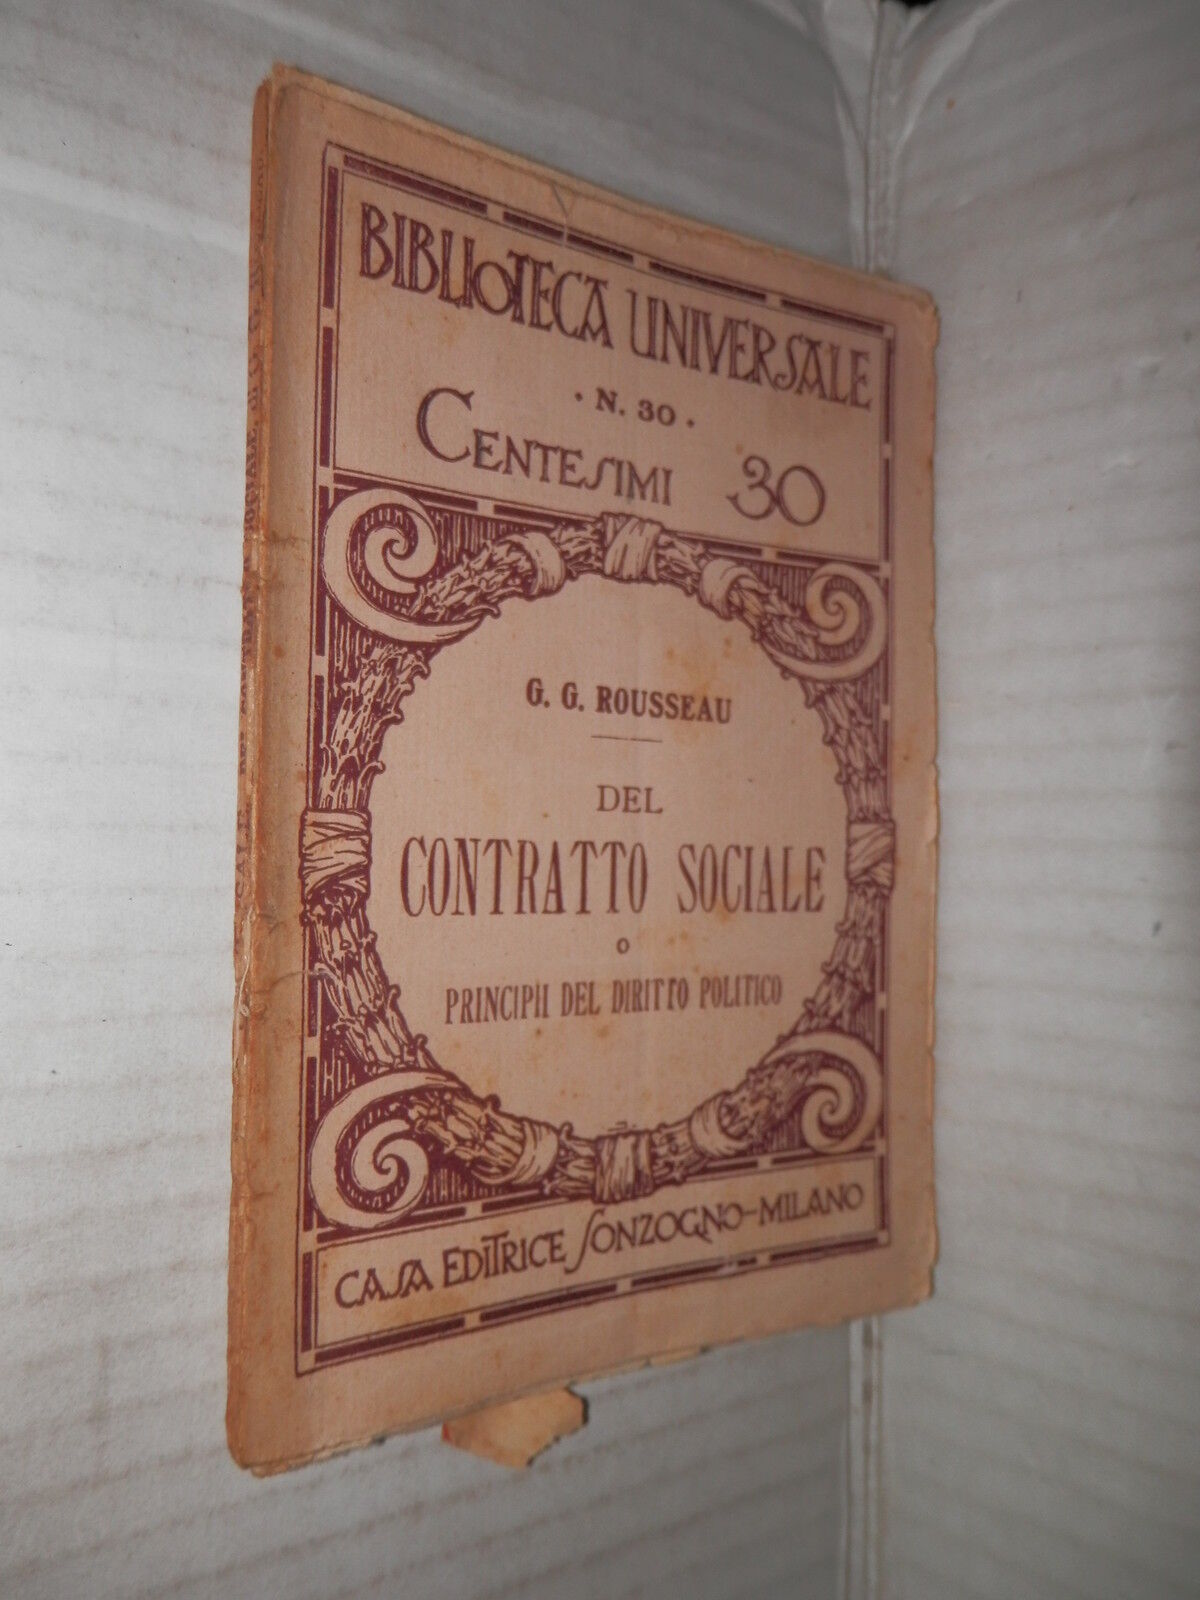 BIBLIOTECA UNIVERSALE
· N. 30 ·
CENTESIMI 30
G. G. ROUSSEAU
DEL
CONTRATTO SOCIALE
O
PRINCIPII DEL DIRITTO POLITICO
CASA EDITRICE SONZOGNO-MILANO